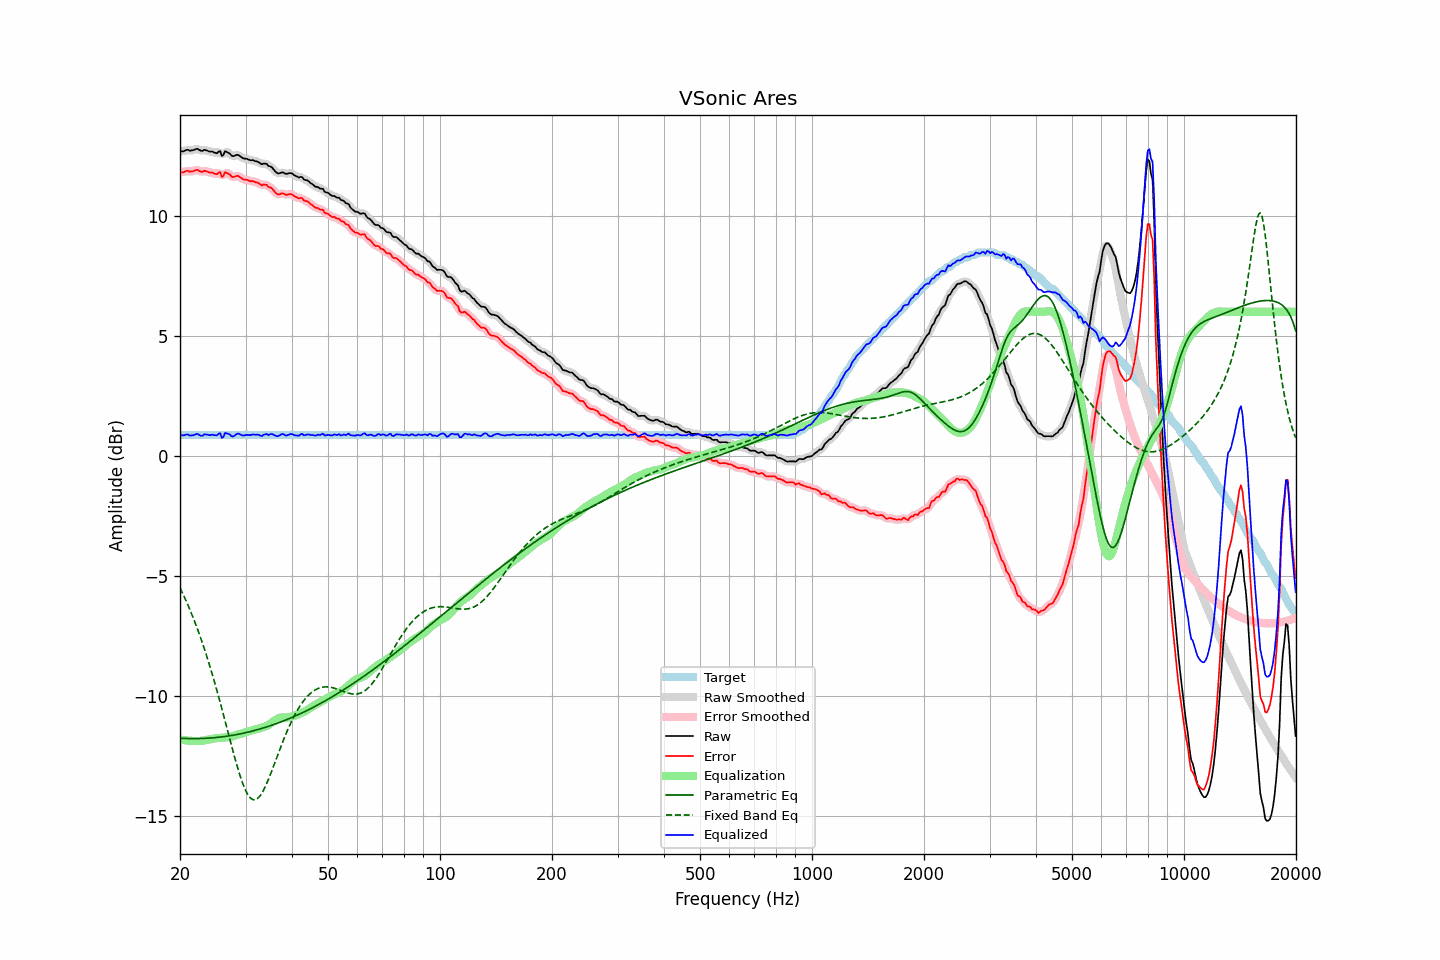 VSonic Ares
Amplitude (dBr)
10
5
0
−5
−10
−15
Target
Raw Smoothed
Error Smoothed
Raw
Error
Equalization
Parametric Eq
Fixed Band Eq
Equalized
20 50 100 200 500 1000 2000 5000 10000 20000
Frequency (Hz)